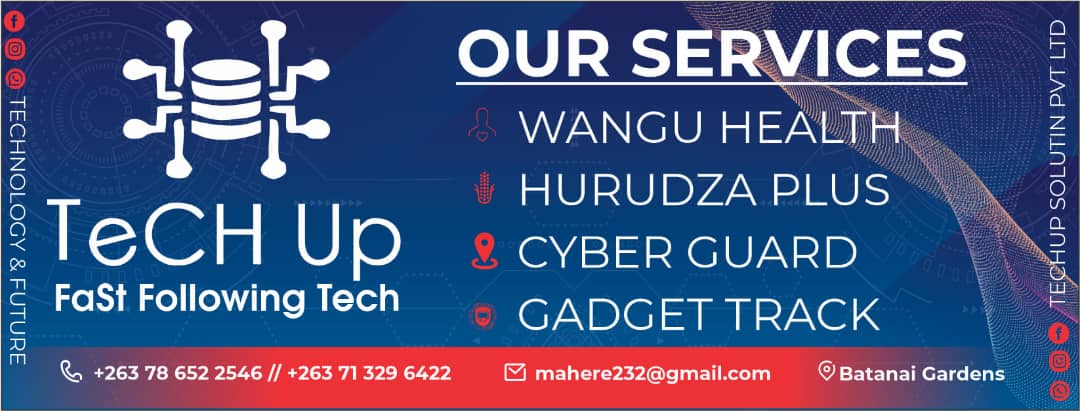 TECHNOLOGY & FUTURE
TeCH Up
FaSt Following Tech
OUR SERVICES
WANGU HEALTH
HURUDZA PLUS
CYBER GUARD
GADGET TRACK
TECHUP SOLUTIN PVT LTD
+263 78 652 2546 // +263 71 329 6422
mahere232@gmail.com
Batanai Gardens